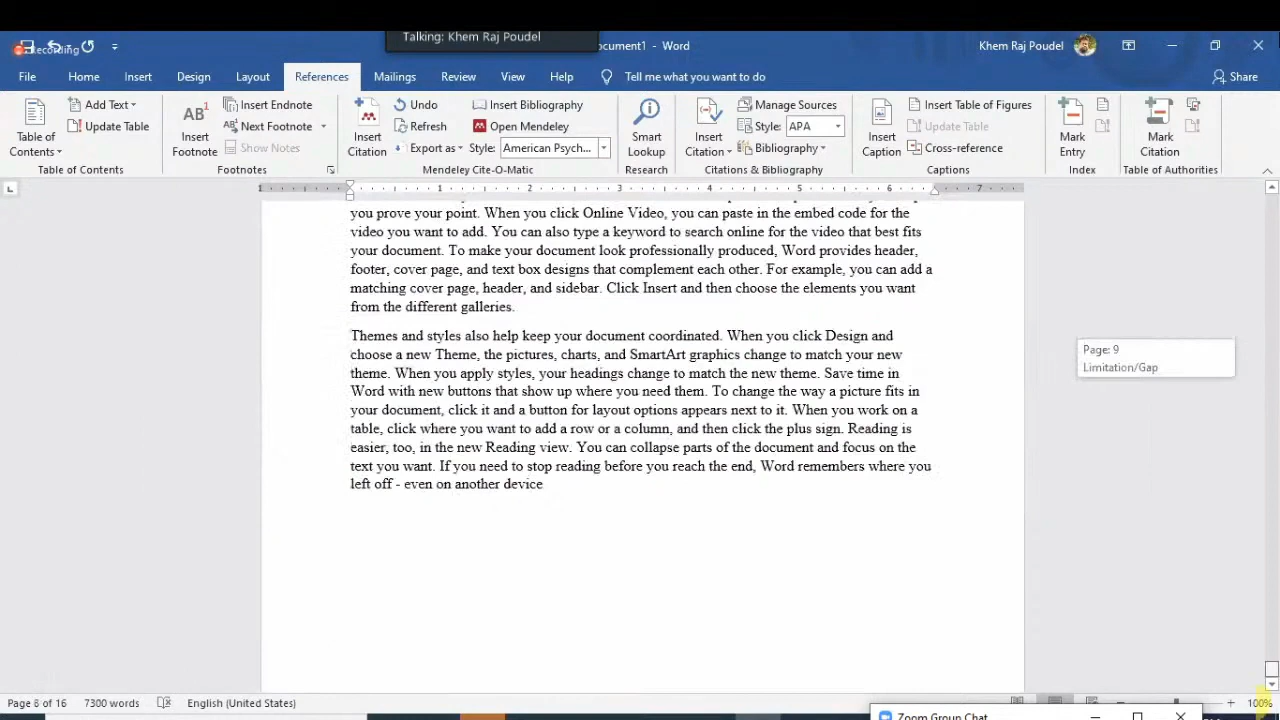 Talking: Khem Raj Poudel
Recording
ocument1 - Word
Khem Raj Poudel
File Home Insert Design Layout References Mailings Review View Help Tell me what you want to do Share
Table of Contents
Add Text
Update Table
Table of Contents
AB1
Insert Footnote
Insert Endnote
AB Next Footnote
Show Notes
Footnotes
Insert Citation
Undo
Refresh
Export as
Insert Bibliography
Open Mendeley
Style: American Psych...
Mendeley Cite-O-Matic
Smart Lookup
Research
Insert Citation
Manage Sources
Style: APA
Bibliography
Citations & Bibliography
Insert Caption
Insert Table of Figures
Update Table
Cross-reference
Captions
Mark Entry
Index
Mark Citation
Table of Authorities
1 1 2 3 4 5 6 7
you prove your point. When you click Online Video, you can paste in the embed code for the
video you want to add. You can also type a keyword to search online for the video that best fits
your document. To make your document look professionally produced, Word provides header,
footer, cover page, and text box designs that complement each other. For example, you can add a
matching cover page, header, and sidebar. Click Insert and then choose the elements you want
from the different galleries.
Themes and styles also help keep your document coordinated. When you click Design and
choose a new Theme, the pictures, charts, and SmartArt graphics change to match your new
theme. When you apply styles, your headings change to match the new theme. Save time in
Word with new buttons that show up where you need them. To change the way a picture fits in
your document, click it and a button for layout options appears next to it. When you work on a
table, click where you want to add a row or a column, and then click the plus sign. Reading is
easier, too, in the new Reading view. You can collapse parts of the document and focus on the
text you want. If you need to stop reading before you reach the end, Word remembers where you
left off - even on another device
Page: 9
Limitation/Gap
Page 8 of 16 7300 words English (United States) 100%
Zoom Group Chat